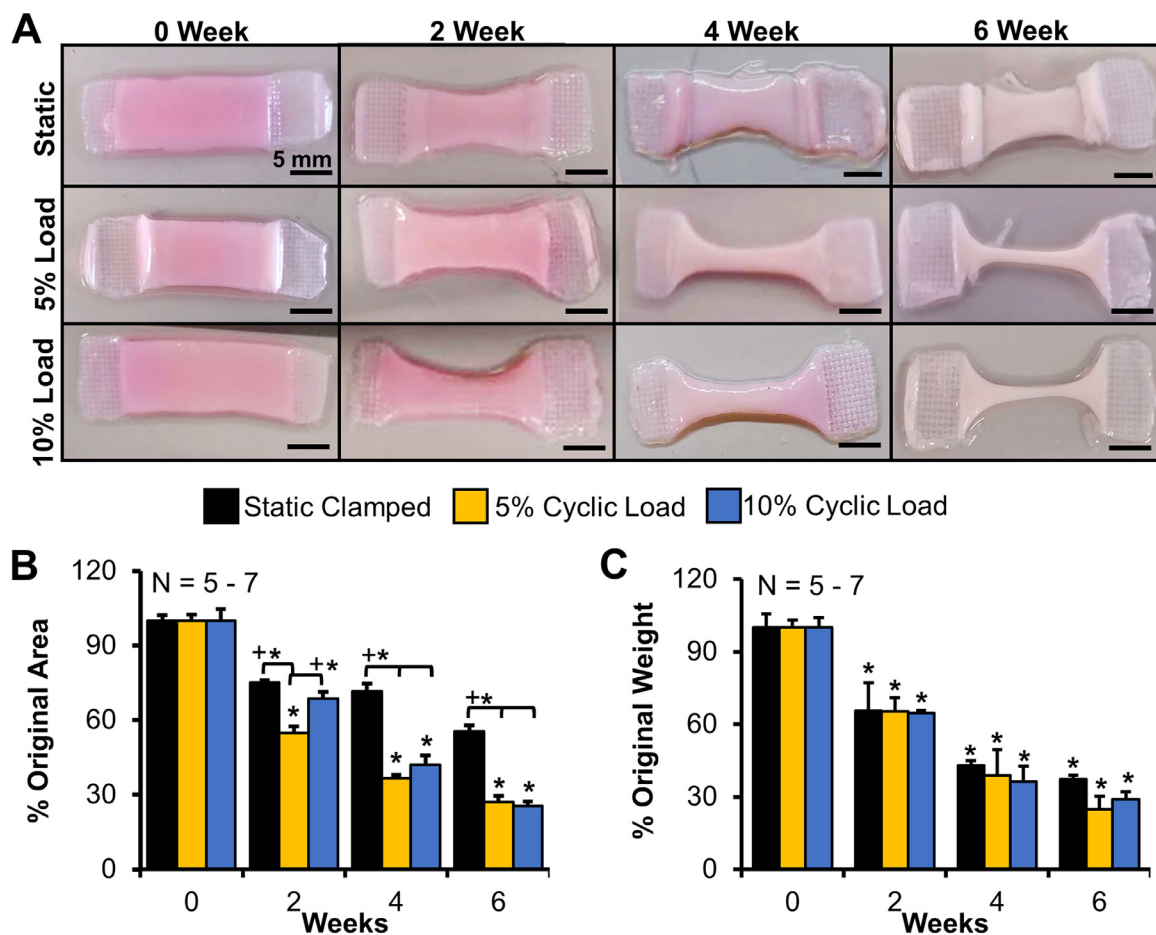 A
0 Week 2 Week 4 Week 6 Week
Static
5 mm
5% Load
10% Load
Static Clamped 5% Cyclic Load 10% Cyclic Load
B
% Original Area
120
90
60
30
0
N = 5 - 7
+* +* +* +*
* * * * *
0 2 4 6
Weeks
C
% Original Weight
120
90
60
30
0
N = 5 - 7
* * * * * * * * *
0 2 4 6
Weeks